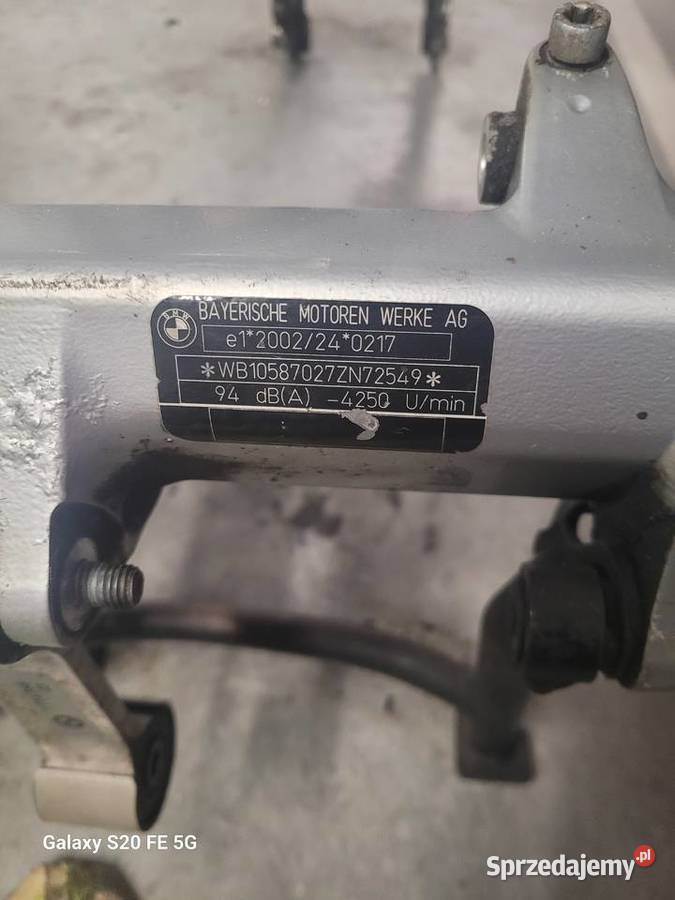 BMW
BAYERISCHE MOTOREN WERKE AG
e1*2002/24*0217
*WB10587027ZN72549*
94 dB(A) -4250 U/min
Galaxy S20 FE 5G
Sprzedajemy.pl